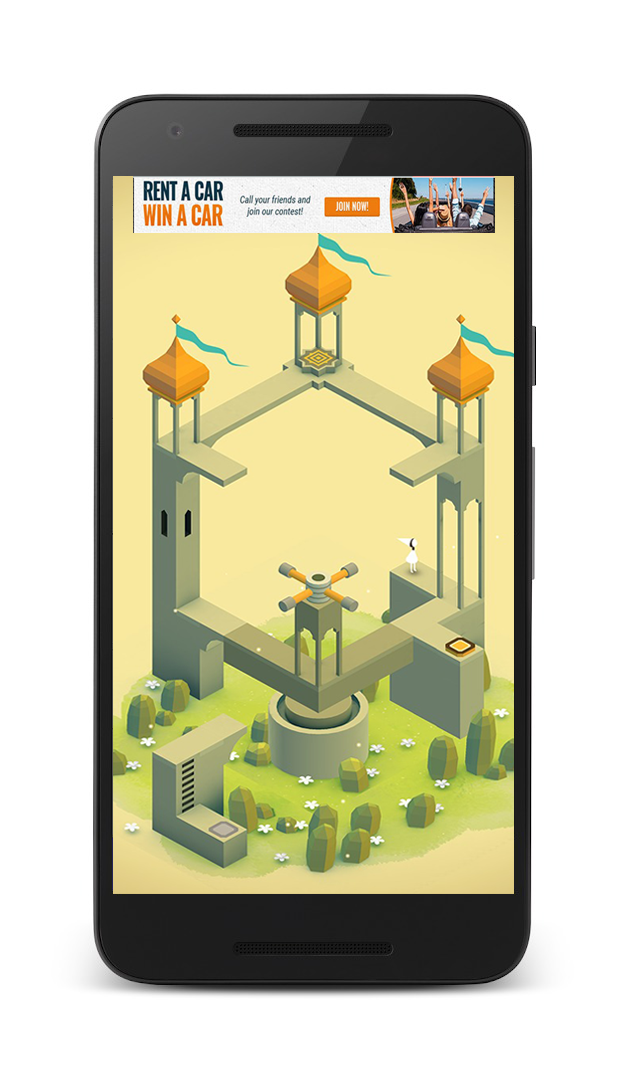 RENT A CAR
WIN A CAR
Call your friends and
join our contest!
JOIN NOW!